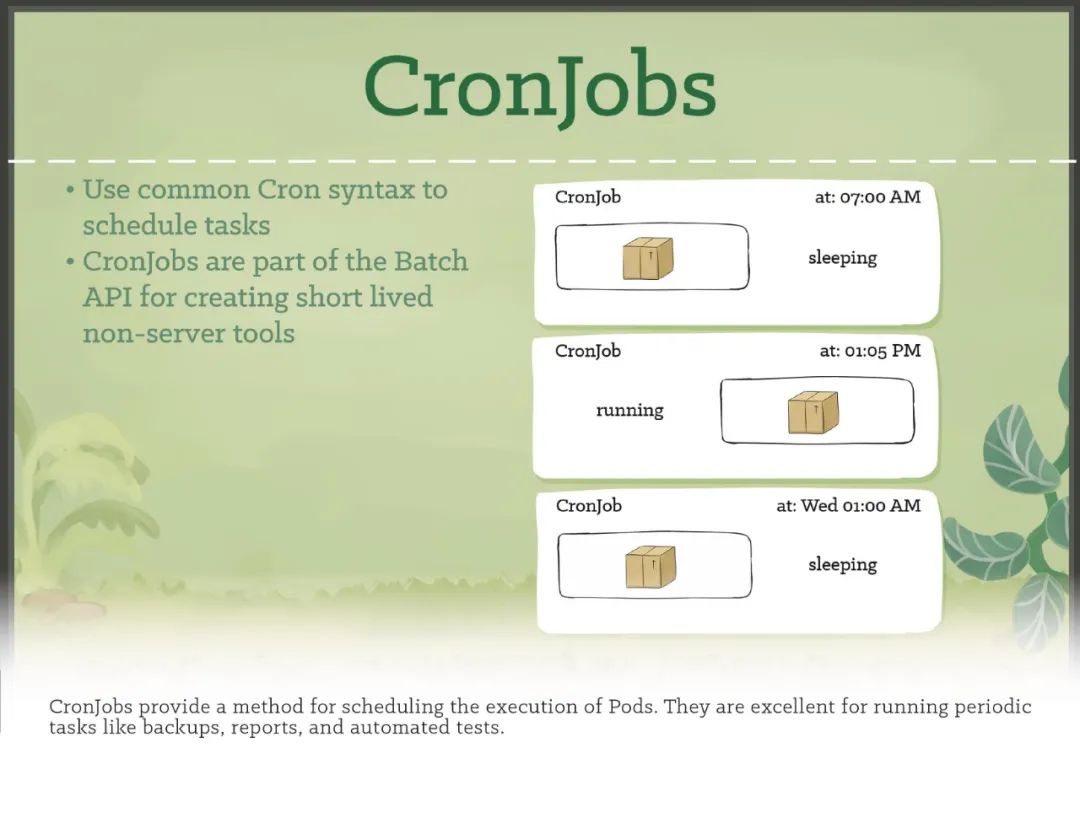 CronJobs
• Use common Cron syntax to
schedule tasks
• CronJobs are part of the Batch
API for creating short lived
non-server tools
CronJob at: 07:00 AM
sleeping
CronJob at: 01:05 PM
running
CronJob at: Wed 01:00 AM
sleeping
CronJobs provide a method for scheduling the execution of Pods. They are excellent for running periodic
tasks like backups, reports, and automated tests.